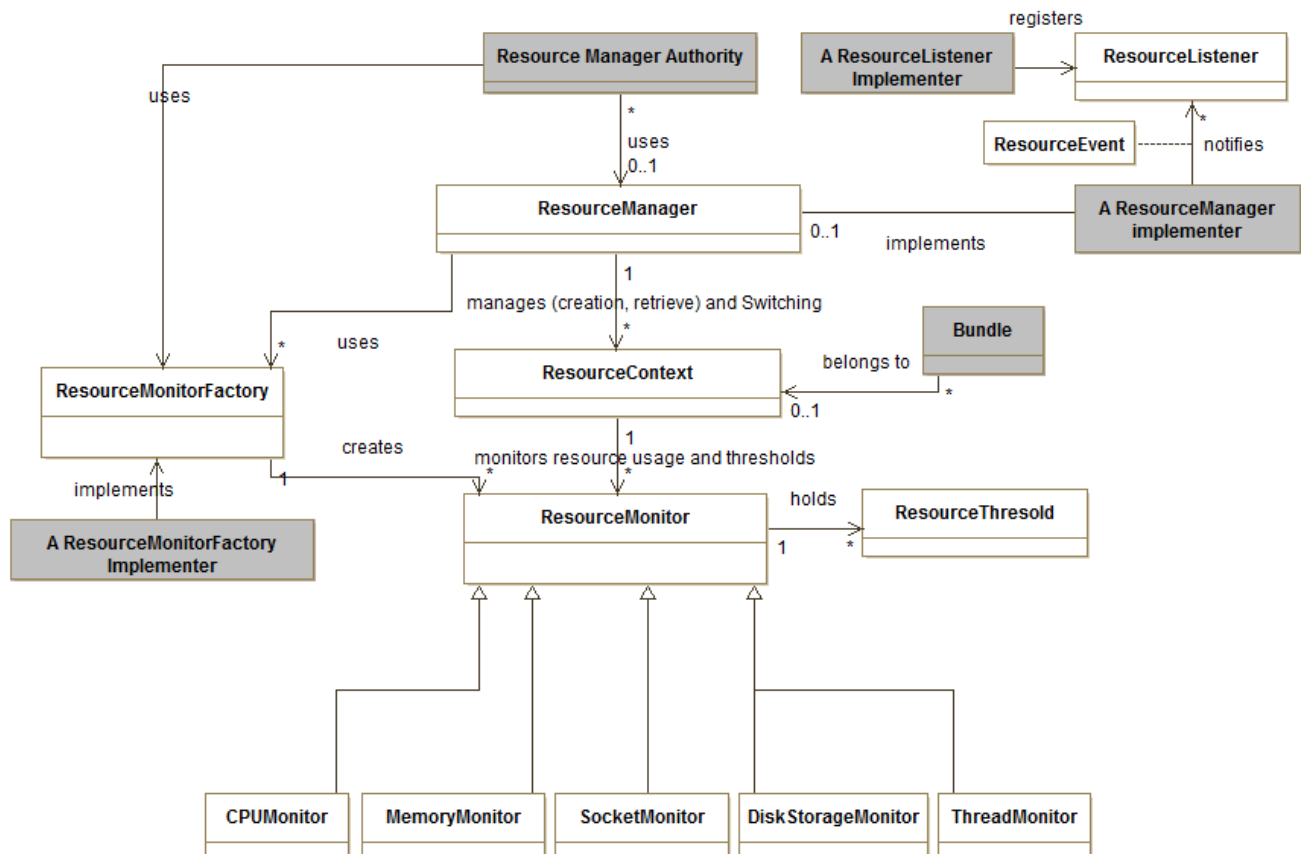 registers
Resource Manager Authority
A ResourceListener
Implementer
ResourceListener
uses
*
*
uses
ResourceEvent
notifies
0..1
ResourceManager
A ResourceManager
implementer
0..1
implements
1
manages (creation, retrieve) and Switching
Bundle
*
*
uses
belongs to
ResourceContext
ResourceMonitorFactory
*
0..1
1
creates
monitors resource usage and thresholds
1
*
*
implements
holds
ResourceMonitor
ResourceThresold
A ResourceMonitorFactory
Implementer
1
*
CPUMonitor
MemoryMonitor
SocketMonitor
DiskStorageMonitor
ThreadMonitor